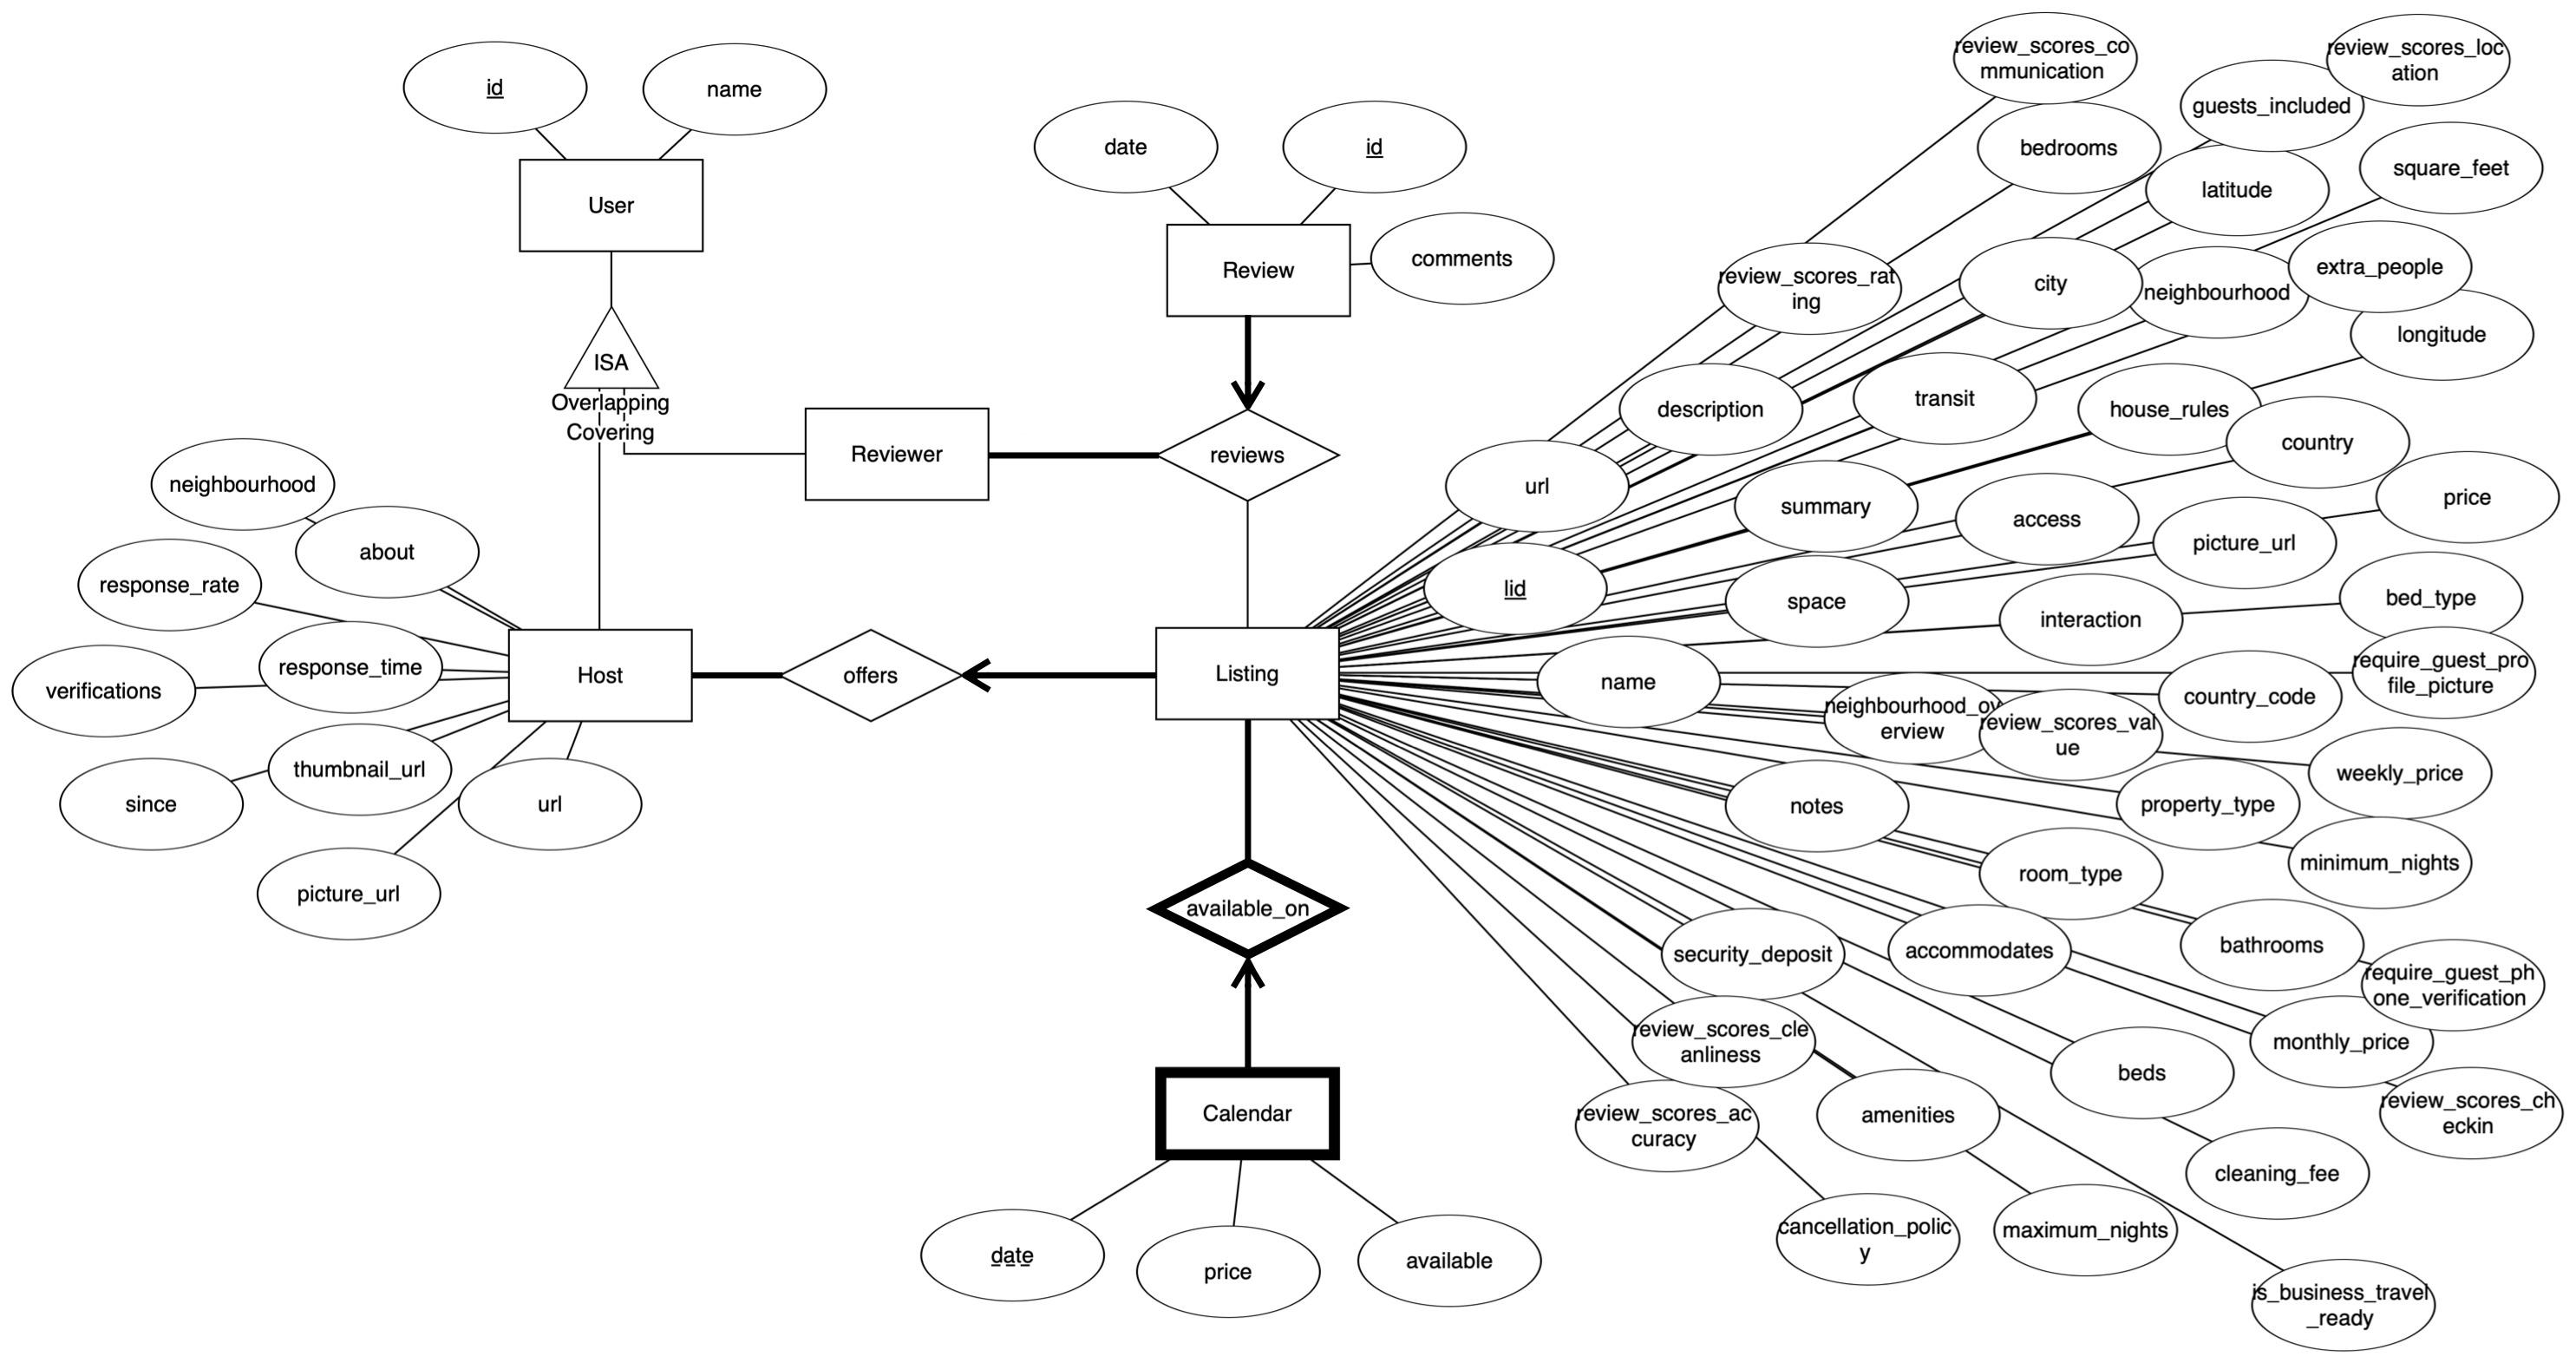 id
name
User
ISA
Overlapping
Covering
neighbourhood
about
response_rate
response_time
verifications
thumbnail_url
since
url
picture_url
Host
offers
Reviewer
reviews
date
id
comments
Review
Listing
available_on
Calendar
date
price
available
review_scores_co
mmunication
review_scores_loc
ation
guests_included
bedrooms
square_feet
latitude
extra_people
review_scores_rat
ing
city
neighbourhood
longitude
description
transit
house_rules
country
url
summary
access
price
picture_url
lid
space
interaction
bed_type
name
require_guest_pro
file_picture
country_code
neighbourhood_ov
erview
review_scores_val
ue
weekly_price
notes
property_type
minimum_nights
room_type
bathrooms
security_deposit
accommodates
require_guest_ph
one_verification
review_scores_cle
anliness
monthly_price
beds
review_scores_ac
curacy
amenities
review_scores_ch
eckin
cleaning_fee
cancellation_polic
y
maximum_nights
is_business_travel
_ready